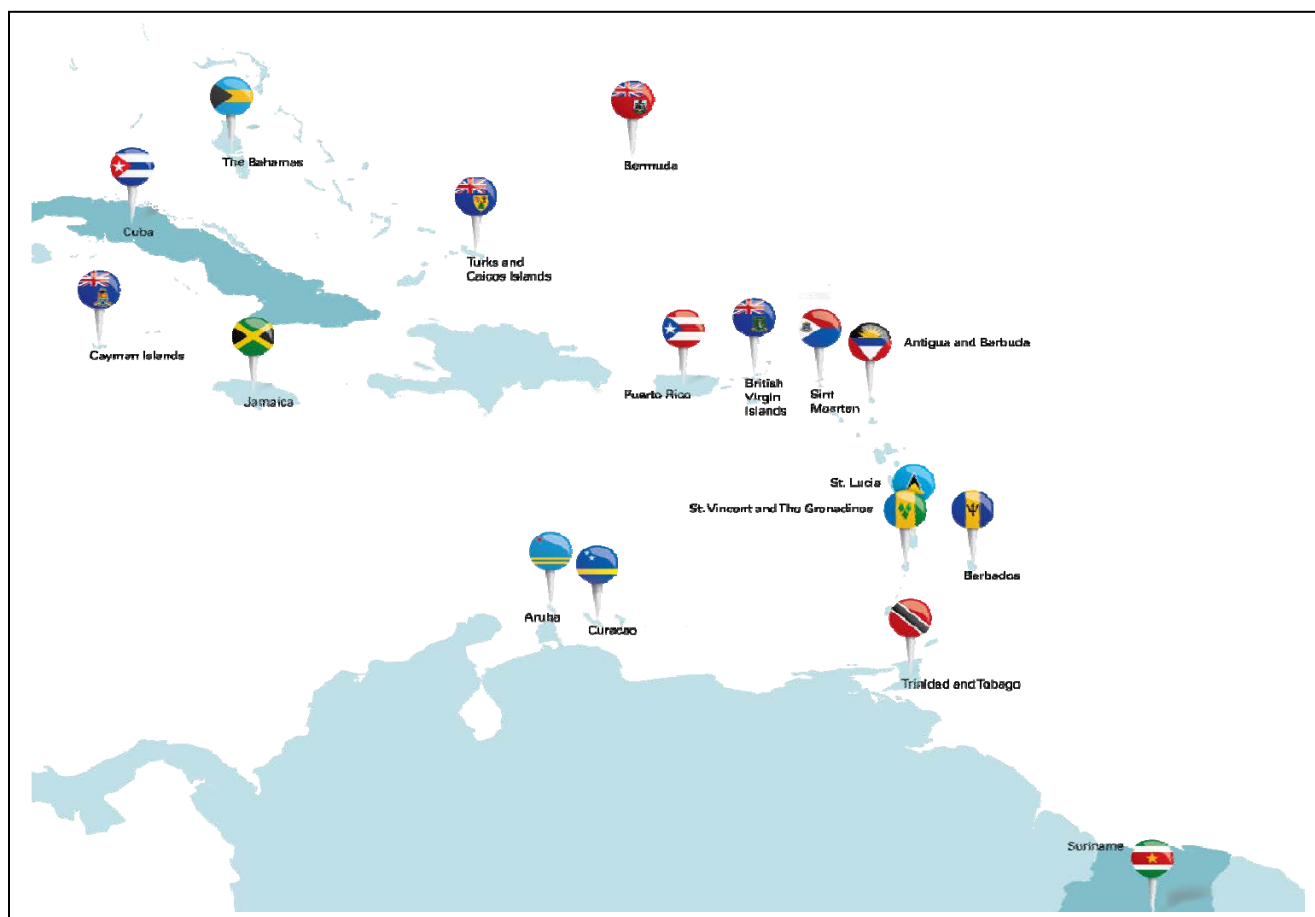 The Bahamas
Bermuda
Cuba
Turks and
Caicos Islands
Cayman Islands
Antigua and Barbuda
Jamaica
Puerto Rico
British
Virgin
Islands
Sint
Maarten
St. Lucia
St. Vincent and The Grenadines
Barbados
Aruba
Curacao
Trinidad and Tobago
Suriname